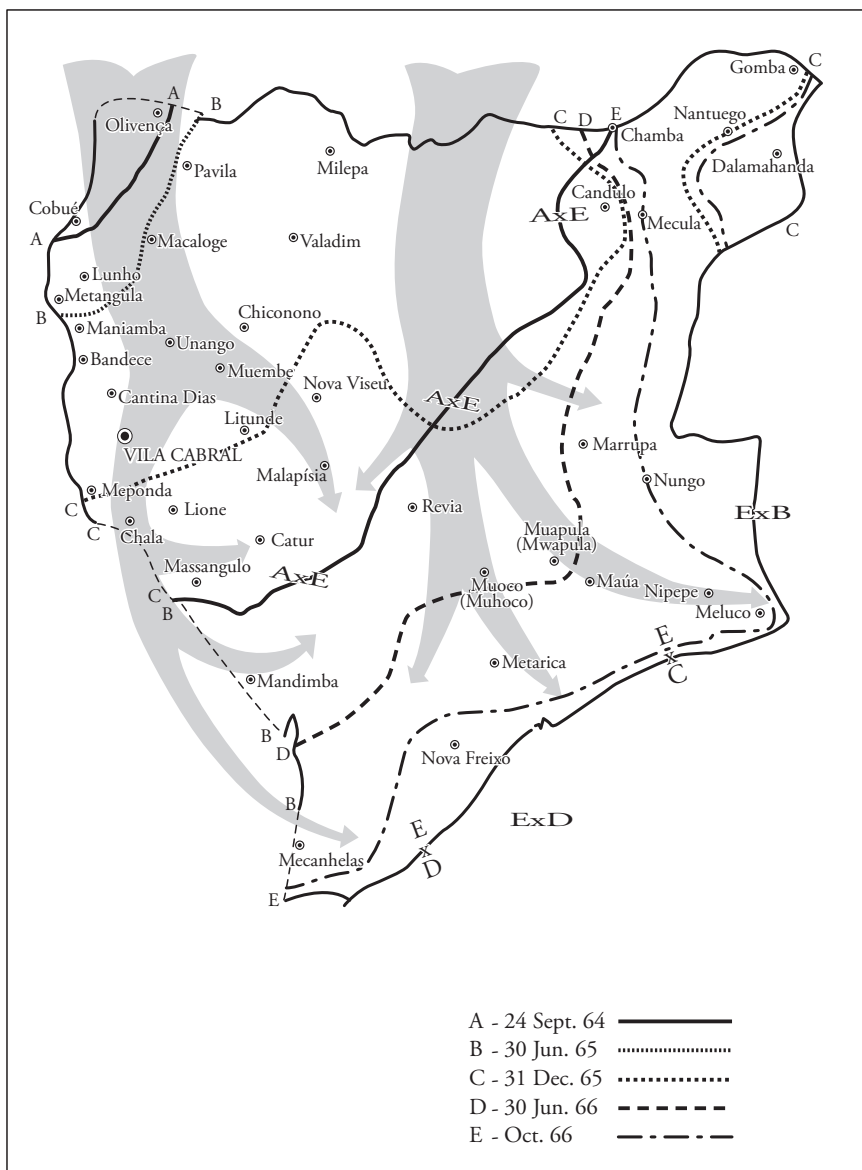 C
Gomba
A
B
Olivença
Nantuego
C
D
E
Chamba
Milepa
Pavila
Dalamahanda
Candulo
Cobué
AxE
Mecula
C
A
Macaloge
Valadim
Lunho
Metangula
B
Maniamba
Chiconono
Unango
Bandece
Muembe
Nova Viseu
Cantina Dias
AxE
Litunde
VILA CABRAL
Marrupa
Malapísia
Meponda
Nungo
C
Lione
Revia
ExB
C
Chala
Muapula
(Mwapula)
Catur
Massangulo
AxE
Muoco
(Muhoco)
Maúa
Nipepe
C
B
Meluco
E
x
C
Metarica
Mandimba
B
D
Nova Freixo
B
E
x
D
ExD
Mecanhelas
E
A - 24 Sept. 64
B - 30 Jun. 65
C - 31 Dec. 65
D - 30 Jun. 66
E - Oct. 66